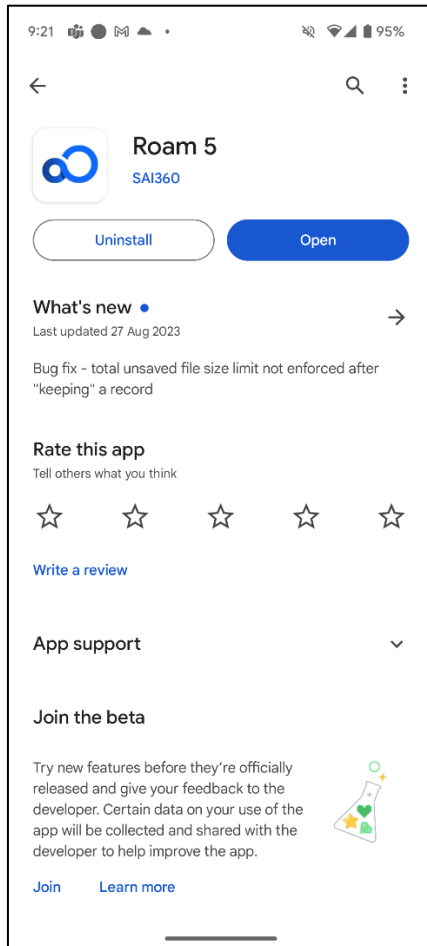 9:21 95%
Roam 5
SAI360
Uninstall Open
What's new
Last updated 27 Aug 2023
Bug fix - total unsaved file size limit not enforced after
"keeping" a record
Rate this app
Tell others what you think
Write a review
App support
Join the beta
Try new features before they're officially
released and give your feedback to the
developer. Certain data on your use of the
app will be collected and shared with the
developer to help improve the app.
Join Learn more